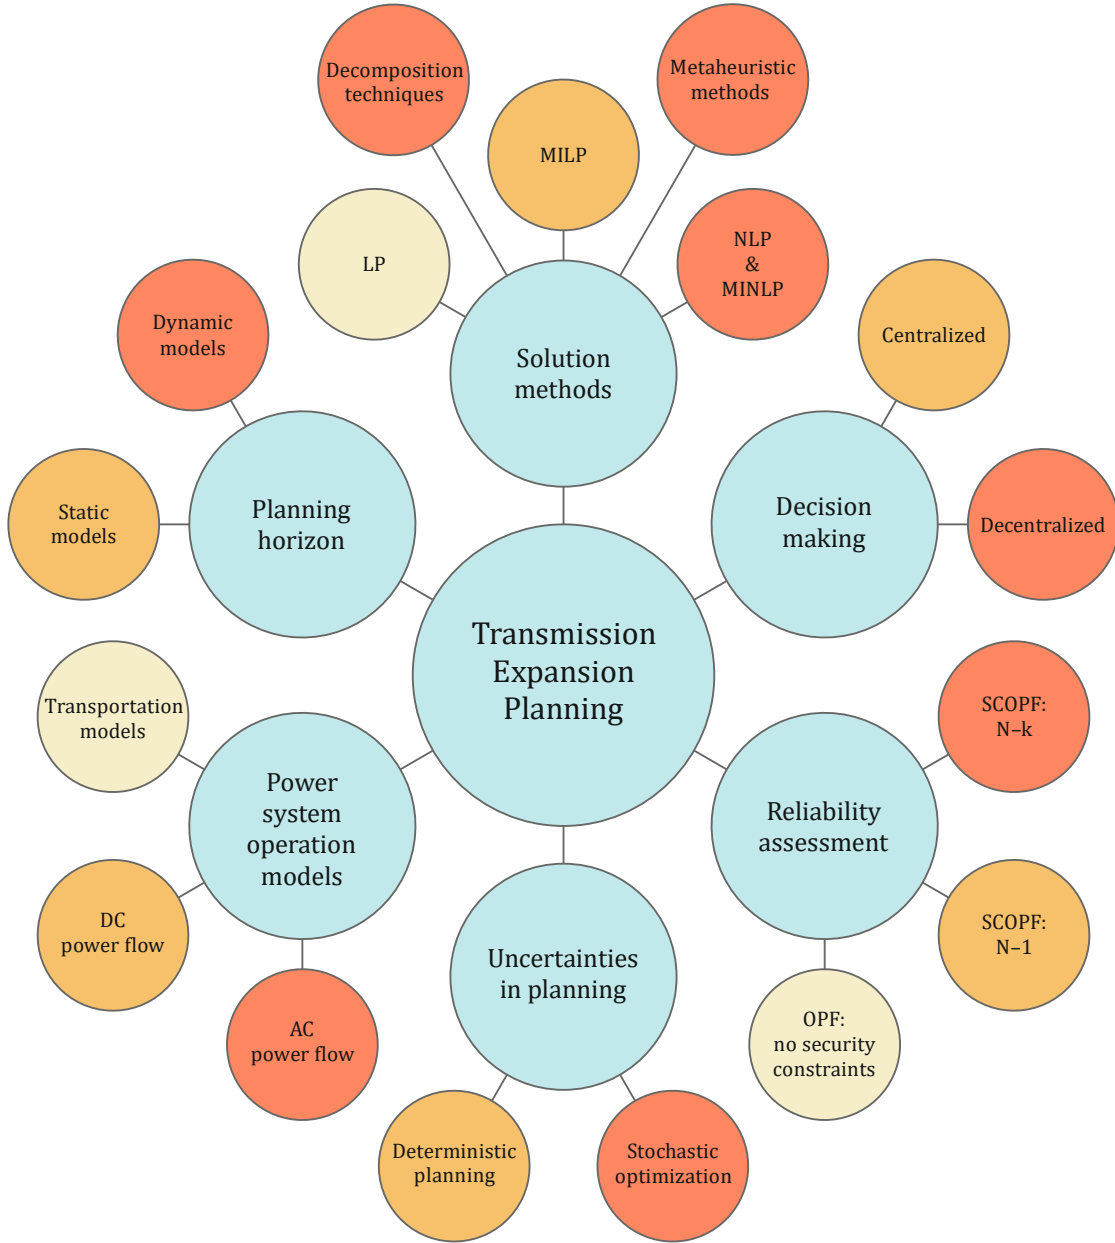 Decomposition
techniques
Metaheuristic
methods
MILP
LP
NLP
&
MINLP
Dynamic
models
Centralized
Solution
methods
Static
models
Planning
horizon
Decision
making
Decentralized
Transmission
Expansion
Planning
Transportation
models
SCOPF:
N–k
Power
system
operation
models
Reliability
assessment
DC
power flow
SCOPF:
N–1
Uncertainties
in planning
AC
power flow
OPF:
no security
constraints
Deterministic
planning
Stochastic
optimization